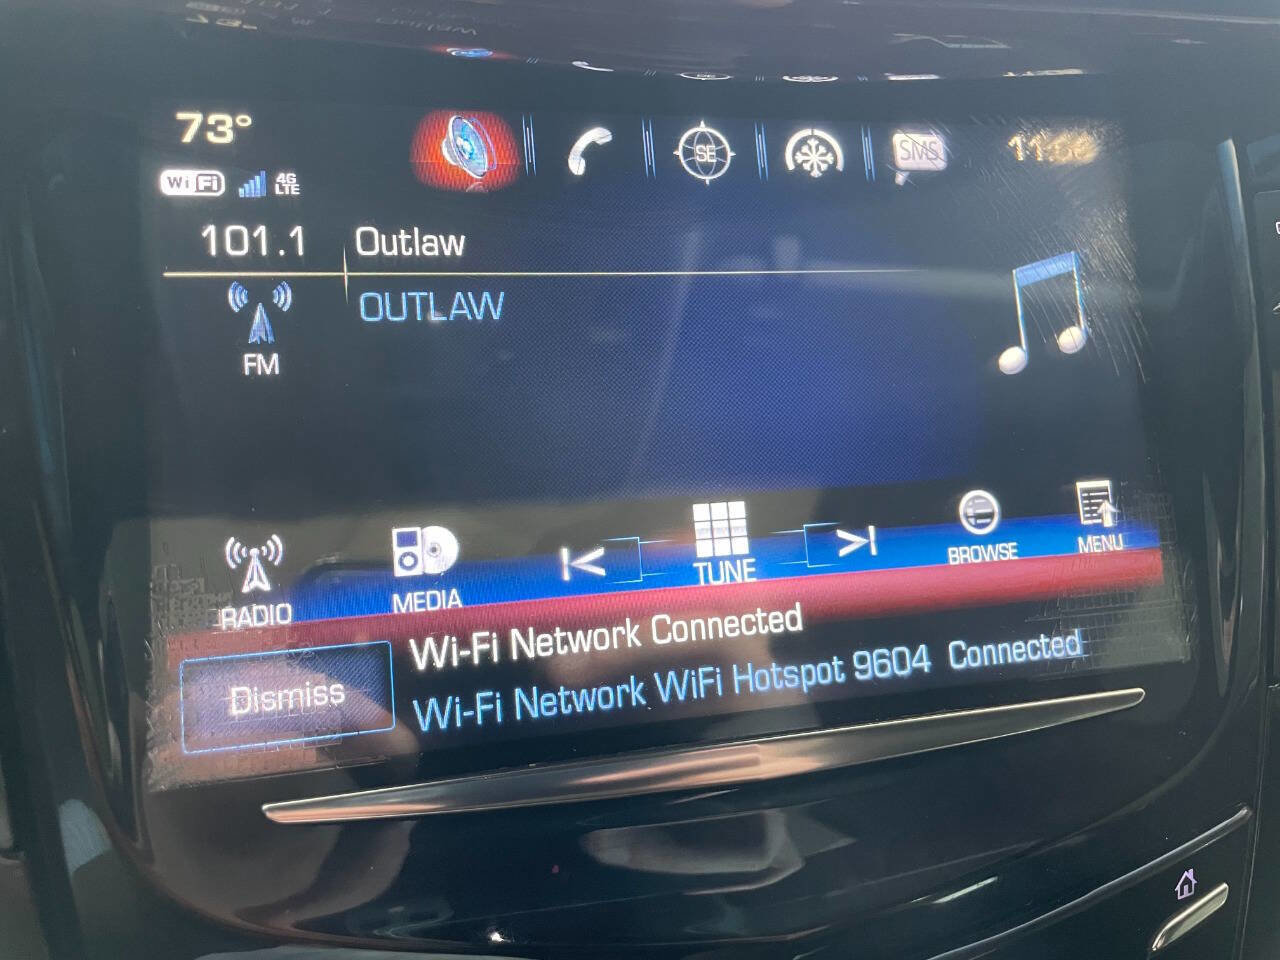 73°
SE
SMS
WiFi
4G
LTE
101.1
Outlaw
OUTLAW
FM
RADIO
MEDIA
TUNE
BROWSE
MENU
Wi-Fi Network Connected
Dismiss
Wi-Fi Network WiFi Hotspot 9604 Connected